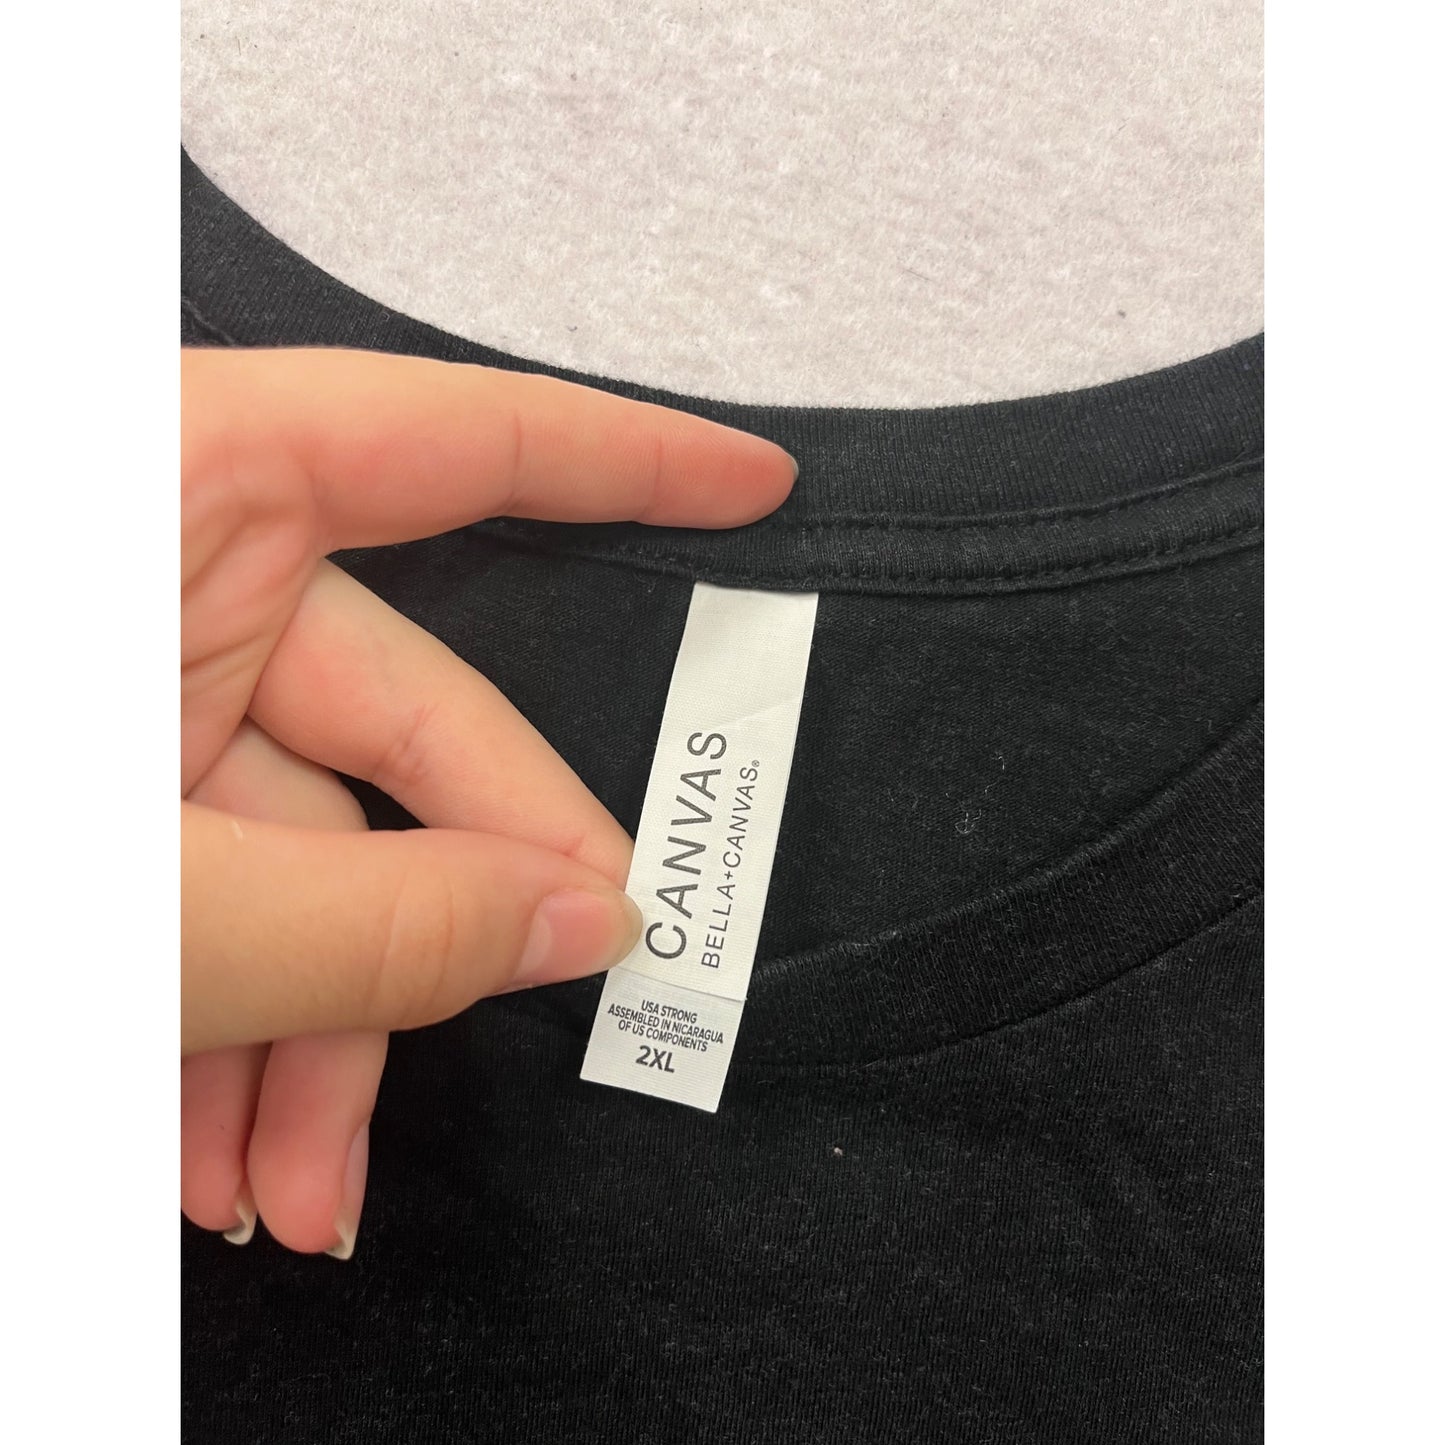 CANVAS
BELLA+CANVAS®
USA STRONG
ASSEMBLED IN NICARAGUA
OF US COMPONENTS
2XL